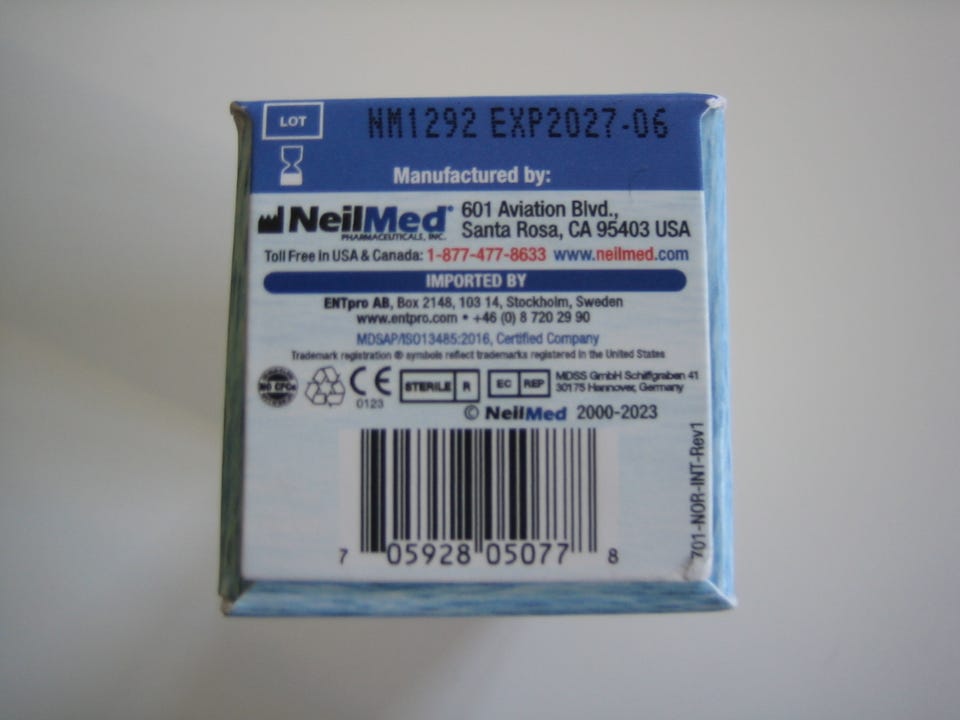 LOT NM1292 EXP2027-06
Manufactured by:
NeilMed® 601 Aviation Blvd.,
PHARMACEUTICALS, INC. Santa Rosa, CA 95403 USA
Toll Free in USA & Canada: 1-877-477-8633 www.neilmed.com
IMPORTED BY
ENTpro AB, Box 2148, 103 14, Stockholm, Sweden
www.entpro.com • +46 (0) 8 720 29 90
MDSAP/ISO13485:2016, Certified Company
Trademark registration ® symbols reflect trademarks registered in the United States
NO CFCs CE 0123 STERILE R EC REP MDSS GmbH Schiffgraben 41
30175 Hannover, Germany
© NeilMed 2000-2023
701-NOR-INT-Rev1
7 05928 05077 8